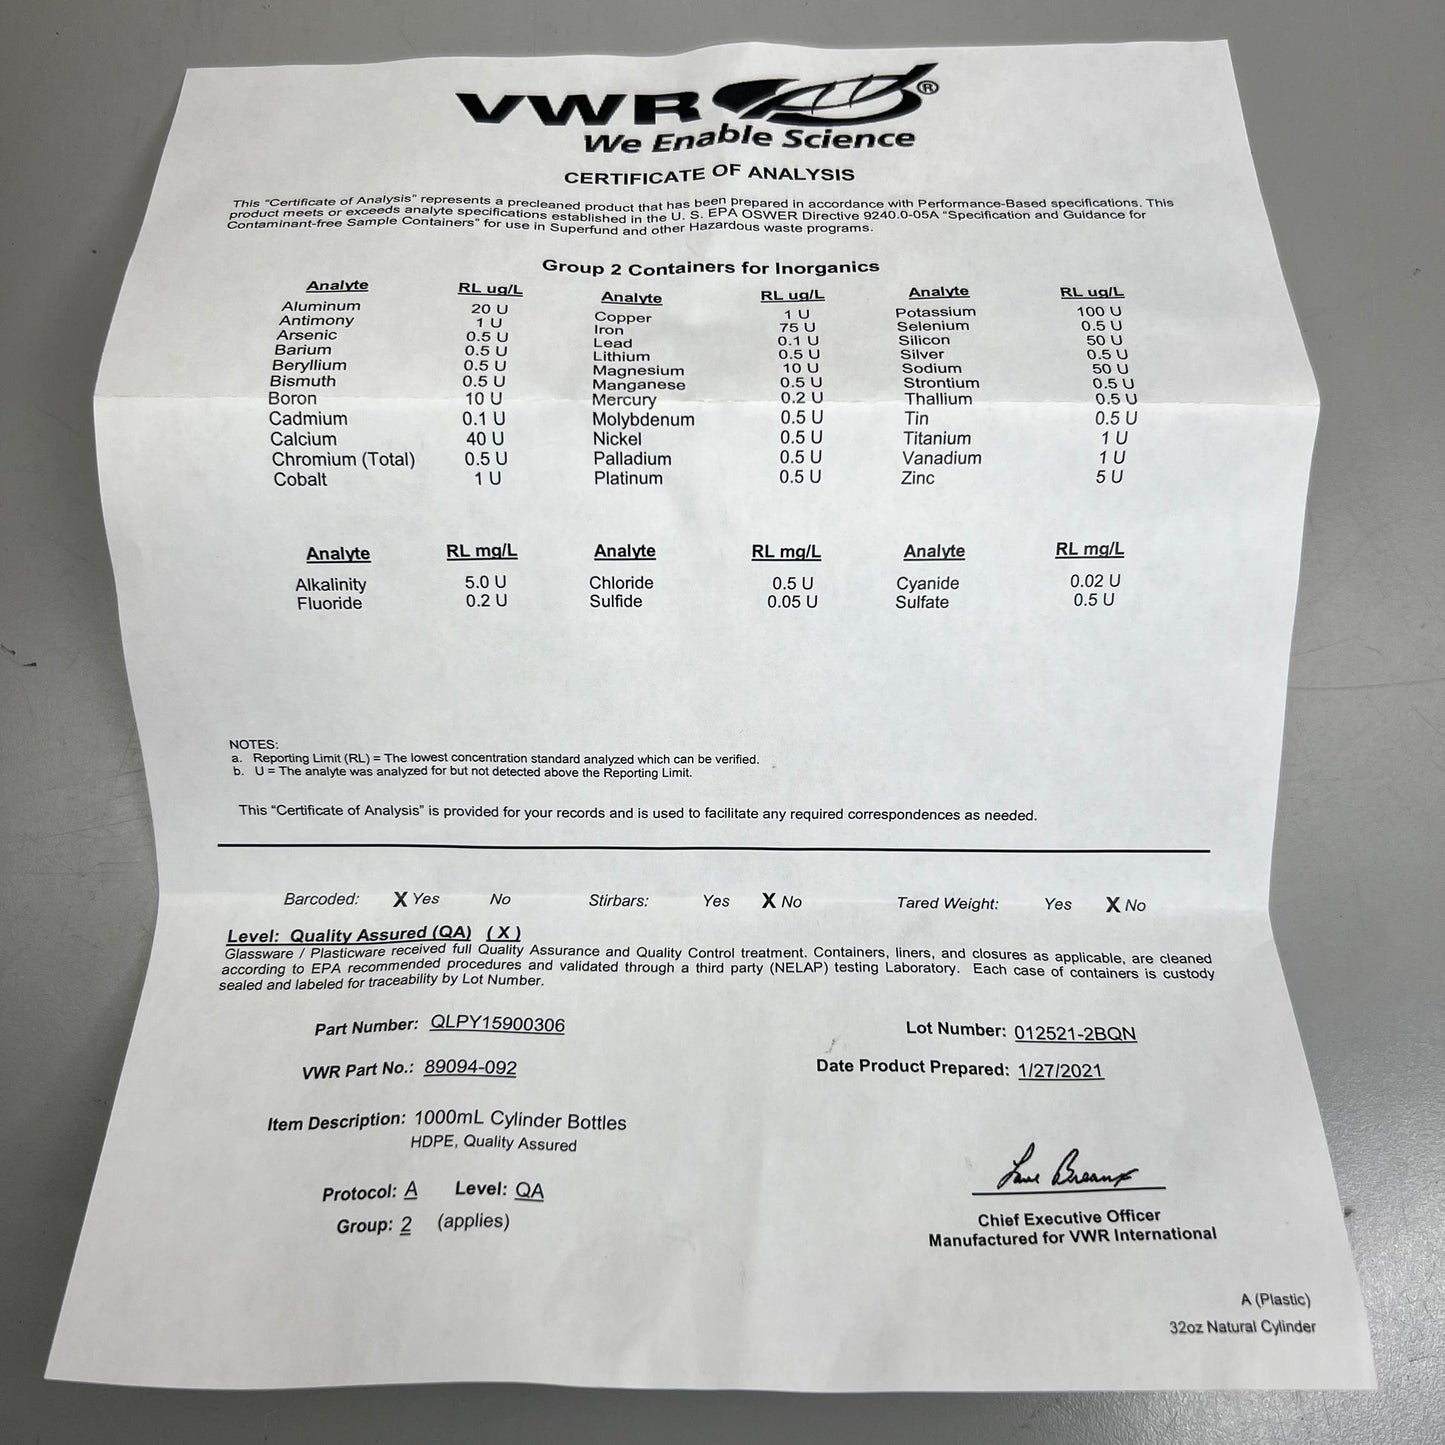 VWR ®
We Enable Science
CERTIFICATE OF ANALYSIS
This "Certificate of Analysis" represents a precleaned product that has been prepared in accordance with Performance-Based specifications. This
product meets or exceeds analyte specifications established in the U. S. EPA OSWER Directive 9240.0-05A "Specification and Guidance for
Contaminant-free Sample Containers" for use in Superfund and other Hazardous waste programs.
Group 2 Containers for Inorganics
Analyte RL ug/L Analyte RL ug/L Analyte RL ug/L
Aluminum 20 U Copper 1 U Potassium 100 U
Antimony 1 U Iron 75 U Selenium 0.5 U
Arsenic 0.5 U Lead 0.1 U Silicon 50 U
Barium 0.5 U Lithium 0.5 U Silver 0.5 U
Beryllium 0.5 U Magnesium 10 U Sodium 50 U
Bismuth 0.5 U Manganese 0.5 U Strontium 0.5 U
Boron 10 U Mercury 0.2 U Thallium 0.5 U
Cadmium 0.1 U Molybdenum 0.5 U Tin 0.5 U
Calcium 40 U Nickel 0.5 U Titanium 1 U
Chromium (Total) 0.5 U Palladium 0.5 U Vanadium 1 U
Cobalt 1 U Platinum 0.5 U Zinc 5 U
Analyte RL mg/L Analyte RL mg/L Analyte RL mg/L
Alkalinity 5.0 U Chloride 0.5 U Cyanide 0.02 U
Fluoride 0.2 U Sulfide 0.05 U Sulfate 0.5 U
NOTES:
a. Reporting Limit (RL) = The lowest concentration standard analyzed which can be verified.
b. U = The analyte was analyzed for but not detected above the Reporting Limit.
This "Certificate of Analysis" is provided for your records and is used to facilitate any required correspondences as needed.
Barcoded: X Yes No Stirbars: Yes X No Tared Weight: Yes X No
Level: Quality Assured (QA) (X)
Glassware / Plasticware received full Quality Assurance and Quality Control treatment. Containers, liners, and closures as applicable, are cleaned
according to EPA recommended procedures and validated through a third party (NELAP) testing Laboratory. Each case of containers is custody
sealed and labeled for traceability by Lot Number.
Part Number: QLPY15900306 Lot Number: 012521-2BQN
VWR Part No.: 89094-092 Date Product Prepared: 1/27/2021
Item Description: 1000mL Cylinder Bottles
HDPE, Quality Assured
Protocol: A Level: QA
Group: 2 (applies)
Chief Executive Officer
Manufactured for VWR International
A (Plastic)
32oz Natural Cylinder